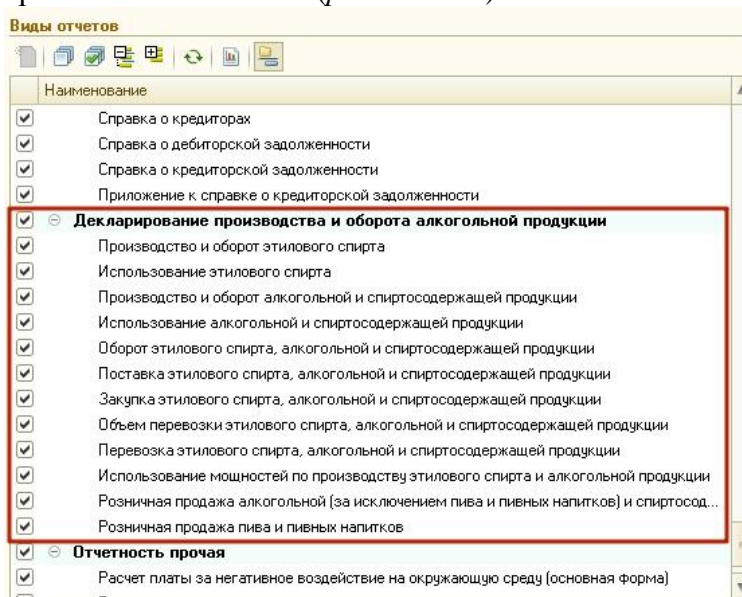 Виды отчетов
Наименование
Справка о кредиторах
Справка о дебиторской задолженности
Справка о кредиторской задолженности
Приложение к справке о кредиторской задолженности
Декларирование производства и оборота алкогольной продукции
Производство и оборот этилового спирта
Использование этилового спирта
Производство и оборот алкогольной и спиртосодержащей продукции
Использование алкогольной и спиртосодержащей продукции
Оборот этилового спирта, алкогольной и спиртосодержащей продукции
Поставка этилового спирта, алкогольной и спиртосодержащей продукции
Закупка этилового спирта, алкогольной и спиртосодержащей продукции
Объем перевозки этилового спирта, алкогольной и спиртосодержащей продукции
Перевозка этилового спирта, алкогольной и спиртосодержащей продукции
Использование мощностей по производству этилового спирта и алкогольной продукции
Розничная продажа алкогольной (за исключением пива и пивных напитков) и спиртосод...
Розничная продажа пива и пивных напитков
Отчетность прочая
Расчет платы за негативное воздействие на окружающую среду (основная форма)